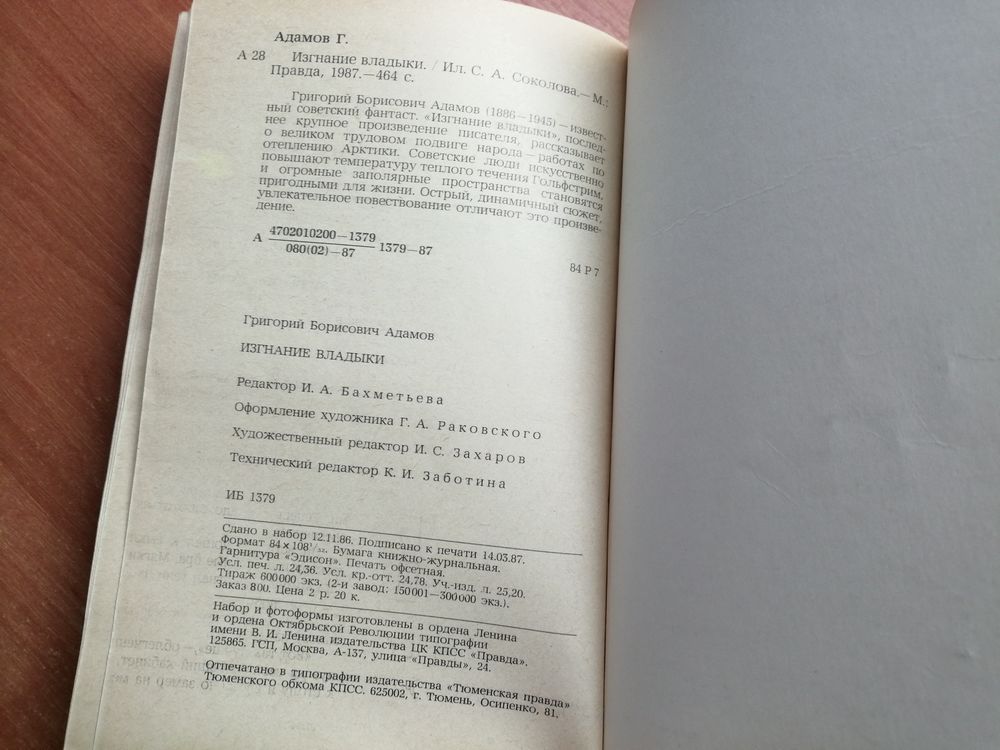 Адамов Г.
А 28 Изгнание владыки. / Ил. С. А. Соколова.—М.:
Правда, 1987.—464 с.
Григорий Борисович Адамов (1886—1945)—извест-
ный советский фантаст. «Изгнание владыки», послед-
нее крупное произведение писателя, рассказывает
о великом трудовом подвиге народа—работах по
отеплению Арктики. Советские люди искусственно
повышают температуру теплого течения Гольфстрим,
и огромные заполярные пространства становятся
пригодными для жизни. Острый, динамичный сюжет,
увлекательное повествование отличают это произве-
дение.
А 4702010200—1379
080(02)—87 1379—87
84 Р 7
Григорий Борисович Адамов
ИЗГНАНИЕ ВЛАДЫКИ
Редактор И. А. Бахметьева
Оформление художника Г. А. Раковского
Художественный редактор И. С. Захаров
Технический редактор К. И. Заботина
ИБ 1379
Сдано в набор 12.11.86. Подписано к печати 14.03.87.
Формат 84×108¹/₃₂. Бумага книжно-журнальная.
Гарнитура «Эдисон». Печать офсетная.
Усл. печ. л. 24,36. Усл. кр.-отт. 24,78. Уч.-изд. л. 25,20.
Тираж 600000 экз. (2-й завод: 150001—300000 экз.).
Заказ 800. Цена 2 р. 20 к.
Набор и фотоформы изготовлены в ордена Ленина
и ордена Октябрьской Революции типографии
имени В. И. Ленина издательства ЦК КПСС «Правда».
125865. ГСП, Москва, А-137, улица «Правды», 24.
Отпечатано в типографии издательства «Тюменская правда»
Тюменского обкома КПСС. 625002, г. Тюмень, Осипенко, 81.